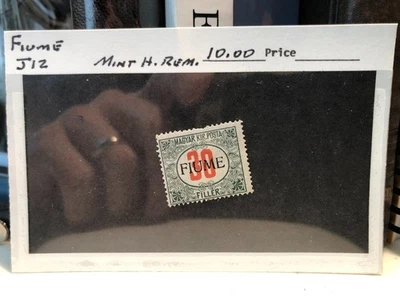 FIUME
J12 MINT H. REM. 10.00 Price
MAGYAR KIR. POSTA
30
FIUME
FILLÉR